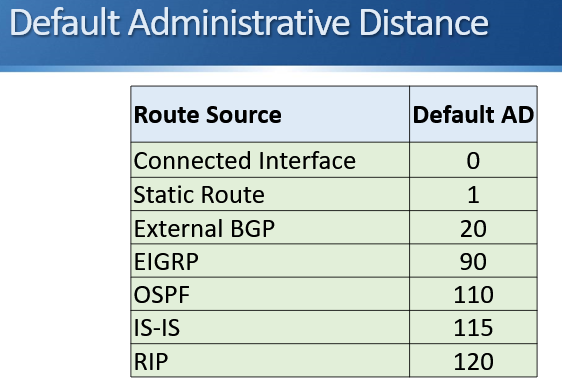 Default Administrative Distance
Route Source Default AD
Connected Interface 0
Static Route 1
External BGP 20
EIGRP 90
OSPF 110
IS-IS 115
RIP 120